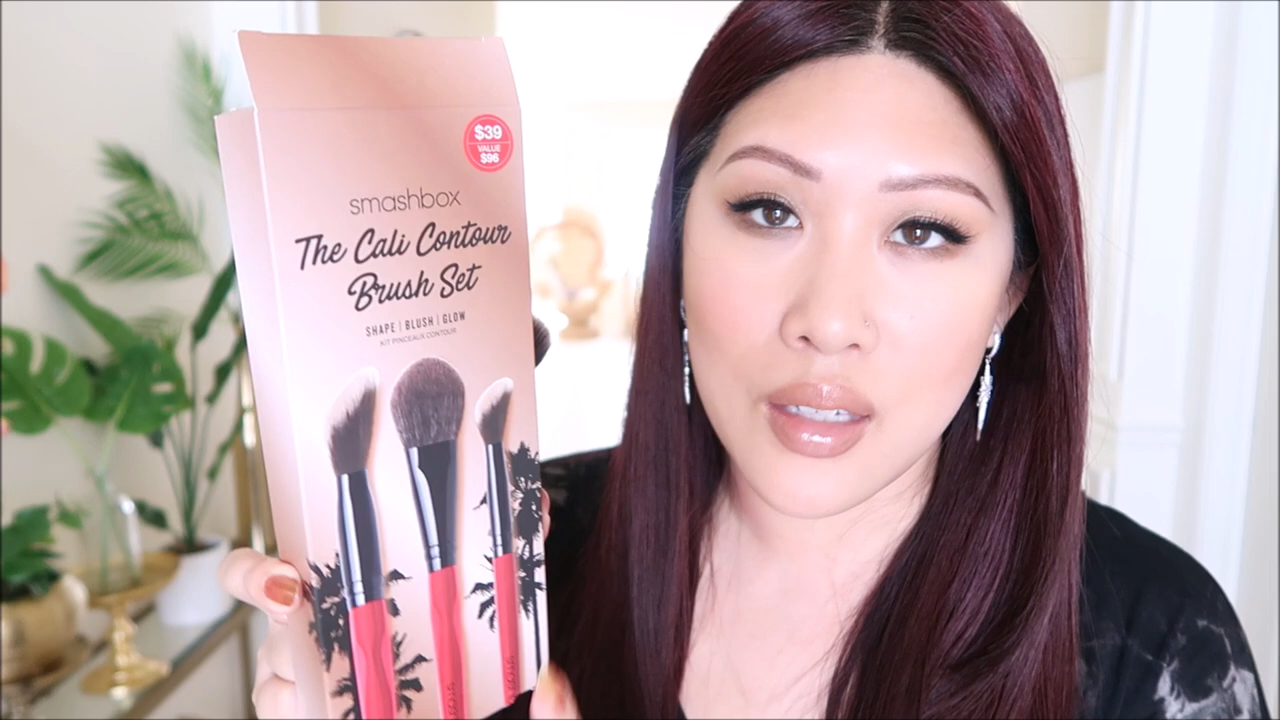 $39
VALUE
$96
smashbox
The Cali Contour
Brush Set
SHAPE | BLUSH | GLOW
KIT PINCEAUX CONTOUR